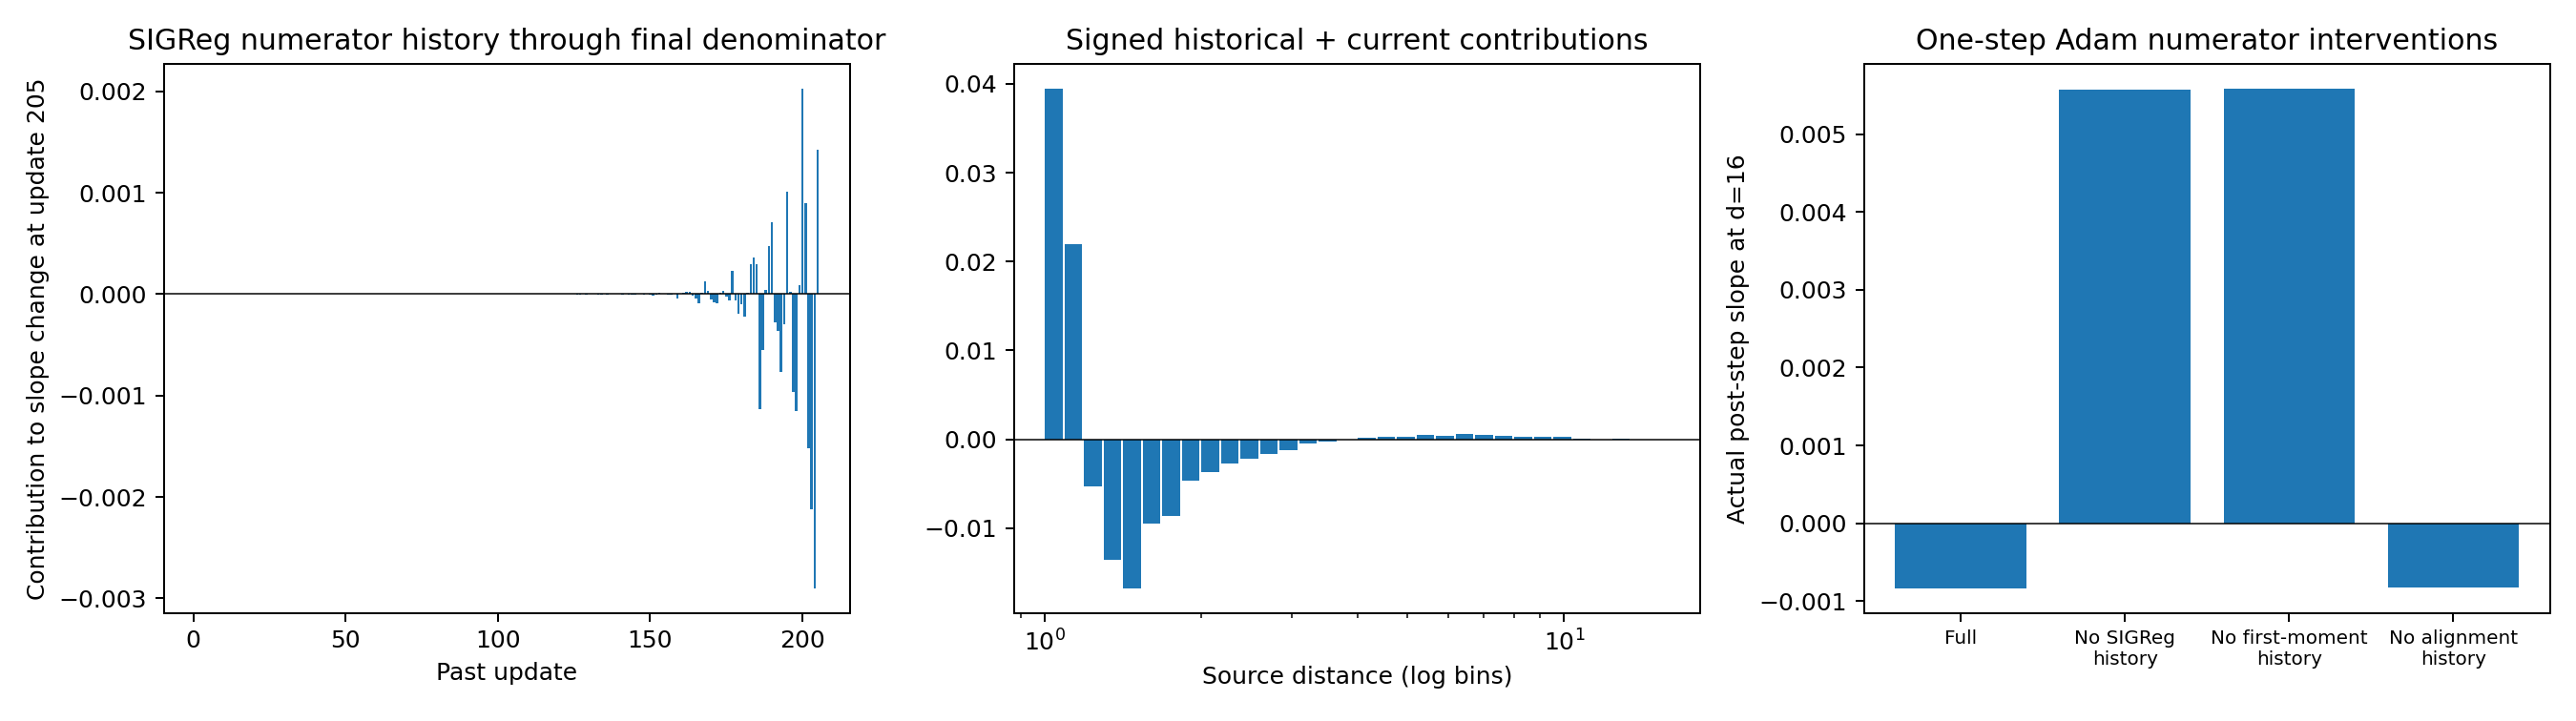 SIGReg numerator history through final denominator
Contribution to slope change at update 205
0.002
0.001
0.000
−0.001
−0.002
−0.003
0
50
100
150
200
Past update
Signed historical + current contributions
0.04
0.03
0.02
0.01
0.00
−0.01
10⁰
10¹
Source distance (log bins)
One-step Adam numerator interventions
Actual post-step slope at d=16
0.005
0.004
0.003
0.002
0.001
0.000
−0.001
Full
No SIGReg
history
No first-moment
history
No alignment
history